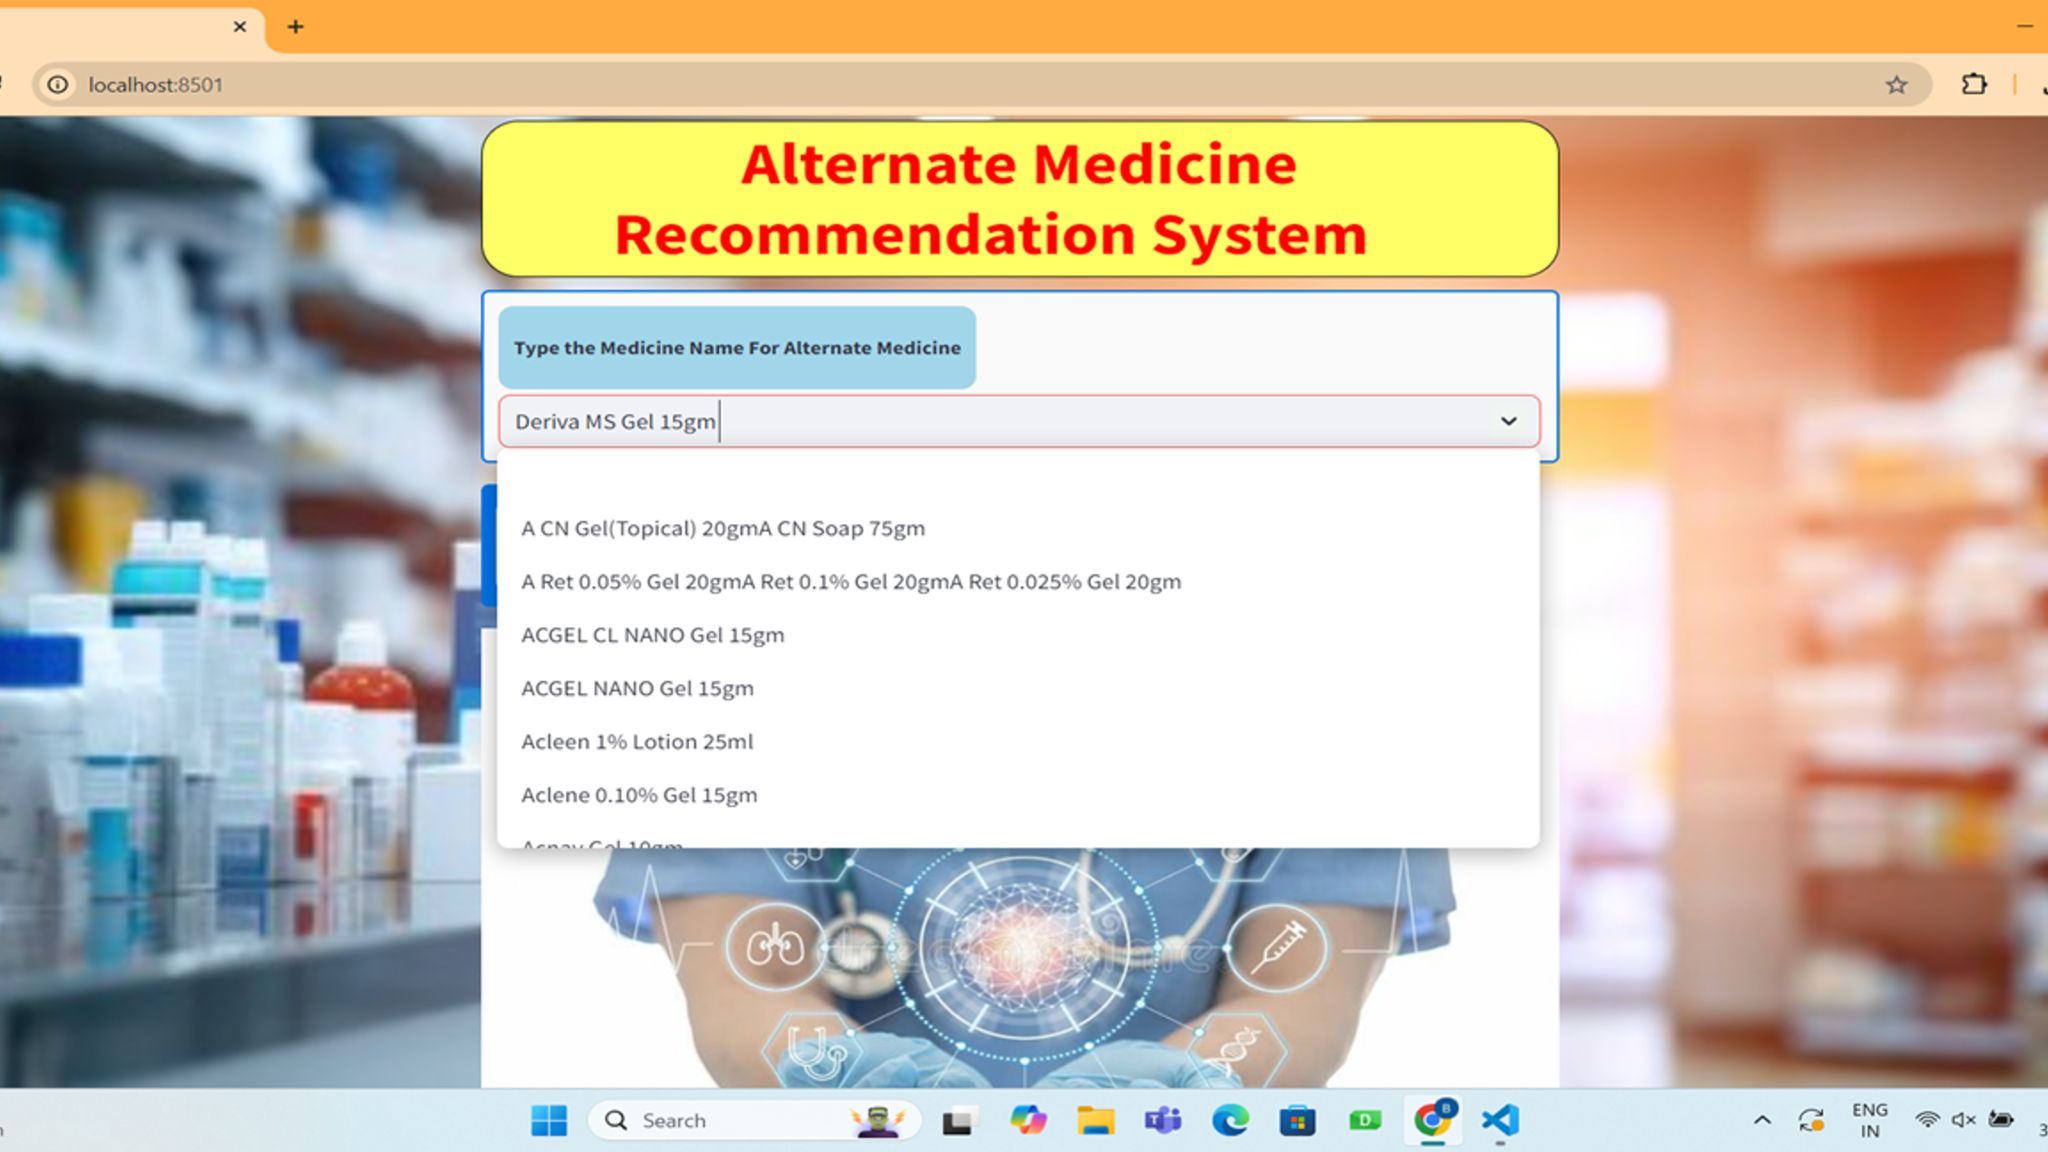 localhost:8501
Alternate Medicine
Recommendation System
Type the Medicine Name For Alternate Medicine
Deriva MS Gel 15gm
A CN Gel(Topical) 20gmA CN Soap 75gm
A Ret 0.05% Gel 20gmA Ret 0.1% Gel 20gmA Ret 0.025% Gel 20gm
ACGEL CL NANO Gel 15gm
ACGEL NANO Gel 15gm
Acleen 1% Lotion 25ml
Aclene 0.10% Gel 15gm
Search
ENG
IN